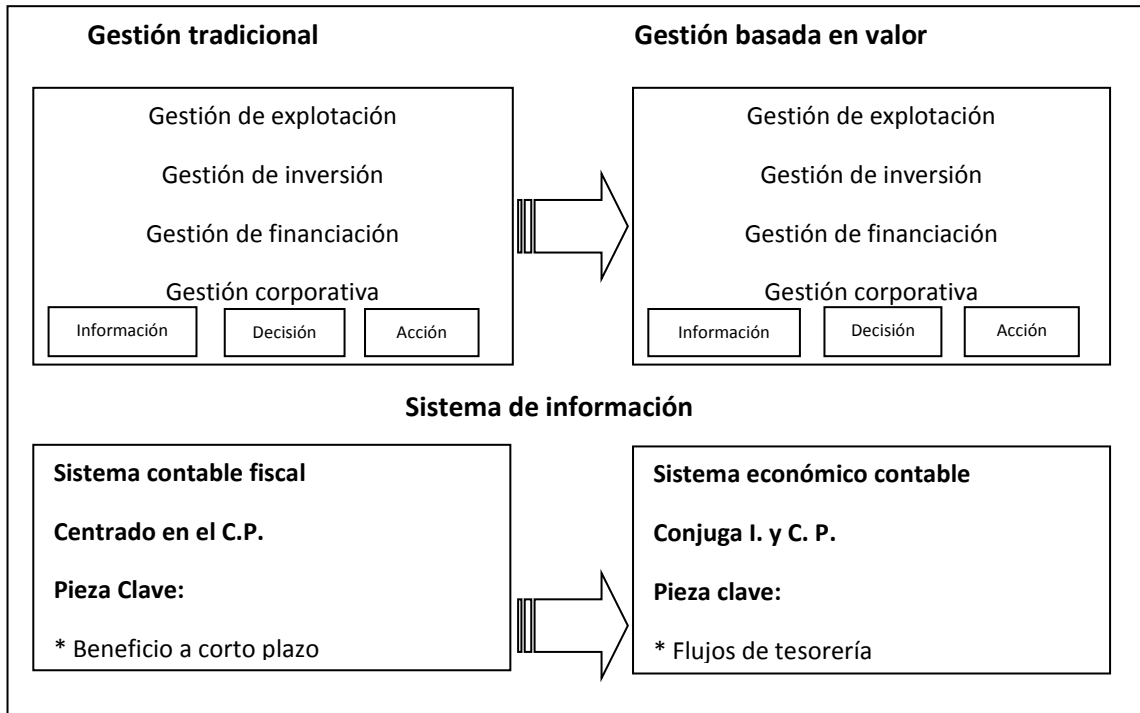 Gestión tradicional
Gestión basada en valor
Gestión de explotación
Gestión de inversión
Gestión de financiación
Gestión corporativa
Información
Decisión
Acción
Gestión de explotación
Gestión de inversión
Gestión de financiación
Gestión corporativa
Información
Decisión
Acción
Sistema de información
Sistema contable fiscal
Centrado en el C.P.
Pieza Clave:
* Beneficio a corto plazo
Sistema económico contable
Conjuga I. y C. P.
Pieza clave:
* Flujos de tesorería